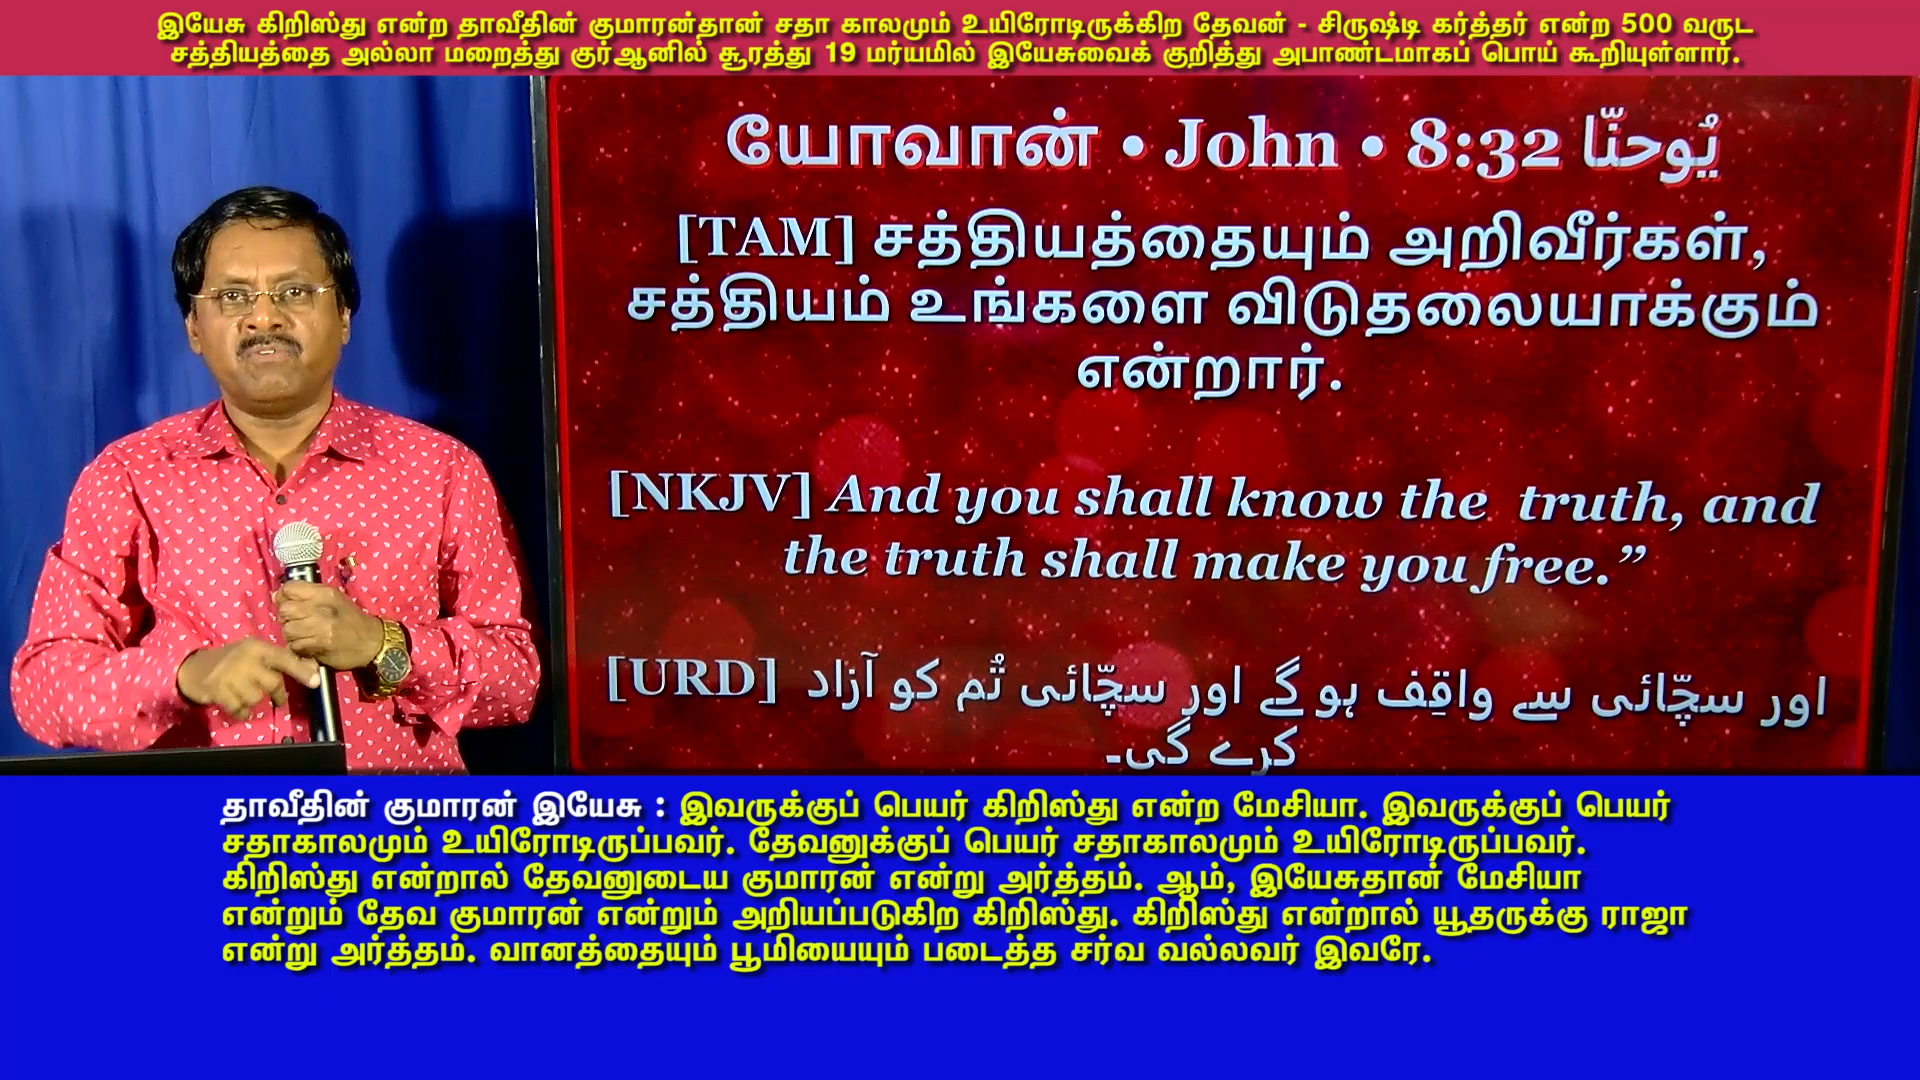 இயேசு கிறிஸ்து என்ற தாவீதின் குமாரன்தான் சதா காலமும் உயிரோடிருக்கிற தேவன் - சிருஷ்டி கர்த்தர் என்ற 500 வருட
சத்தியத்தை அல்லா மறைத்து குர்ஆனில் சூரத்து 19 மர்யமில் இயேசுவைக் குறித்து அபாண்டமாகப் பொய் கூறியுள்ளார்.
யோவான் • John • 8:32 يُوحنّا
[TAM] சத்தியத்தையும் அறிவீர்கள்,
சத்தியம் உங்களை விடுதலையாக்கும்
என்றார்.
[NKJV] And you shall know the truth, and
the truth shall make you free.”
[URD] اور سچّائی سے واقِف ہو گے اور سچّائی تُم کو آزاد
کرے گی۔
தாவீதின் குமாரன் இயேசு : இவருக்குப் பெயர் கிறிஸ்து என்ற மேசியா. இவருக்குப் பெயர்
சதாகாலமும் உயிரோடிருப்பவர். தேவனுக்குப் பெயர் சதாகாலமும் உயிரோடிருப்பவர்.
கிறிஸ்து என்றால் தேவனுடைய குமாரன் என்று அர்த்தம். ஆம், இயேசுதான் மேசியா
என்றும் தேவ குமாரன் என்றும் அறியப்படுகிற கிறிஸ்து. கிறிஸ்து என்றால் யூதருக்கு ராஜா
என்று அர்த்தம். வானத்தையும் பூமியையும் படைத்த சர்வ வல்லவர் இவரே.